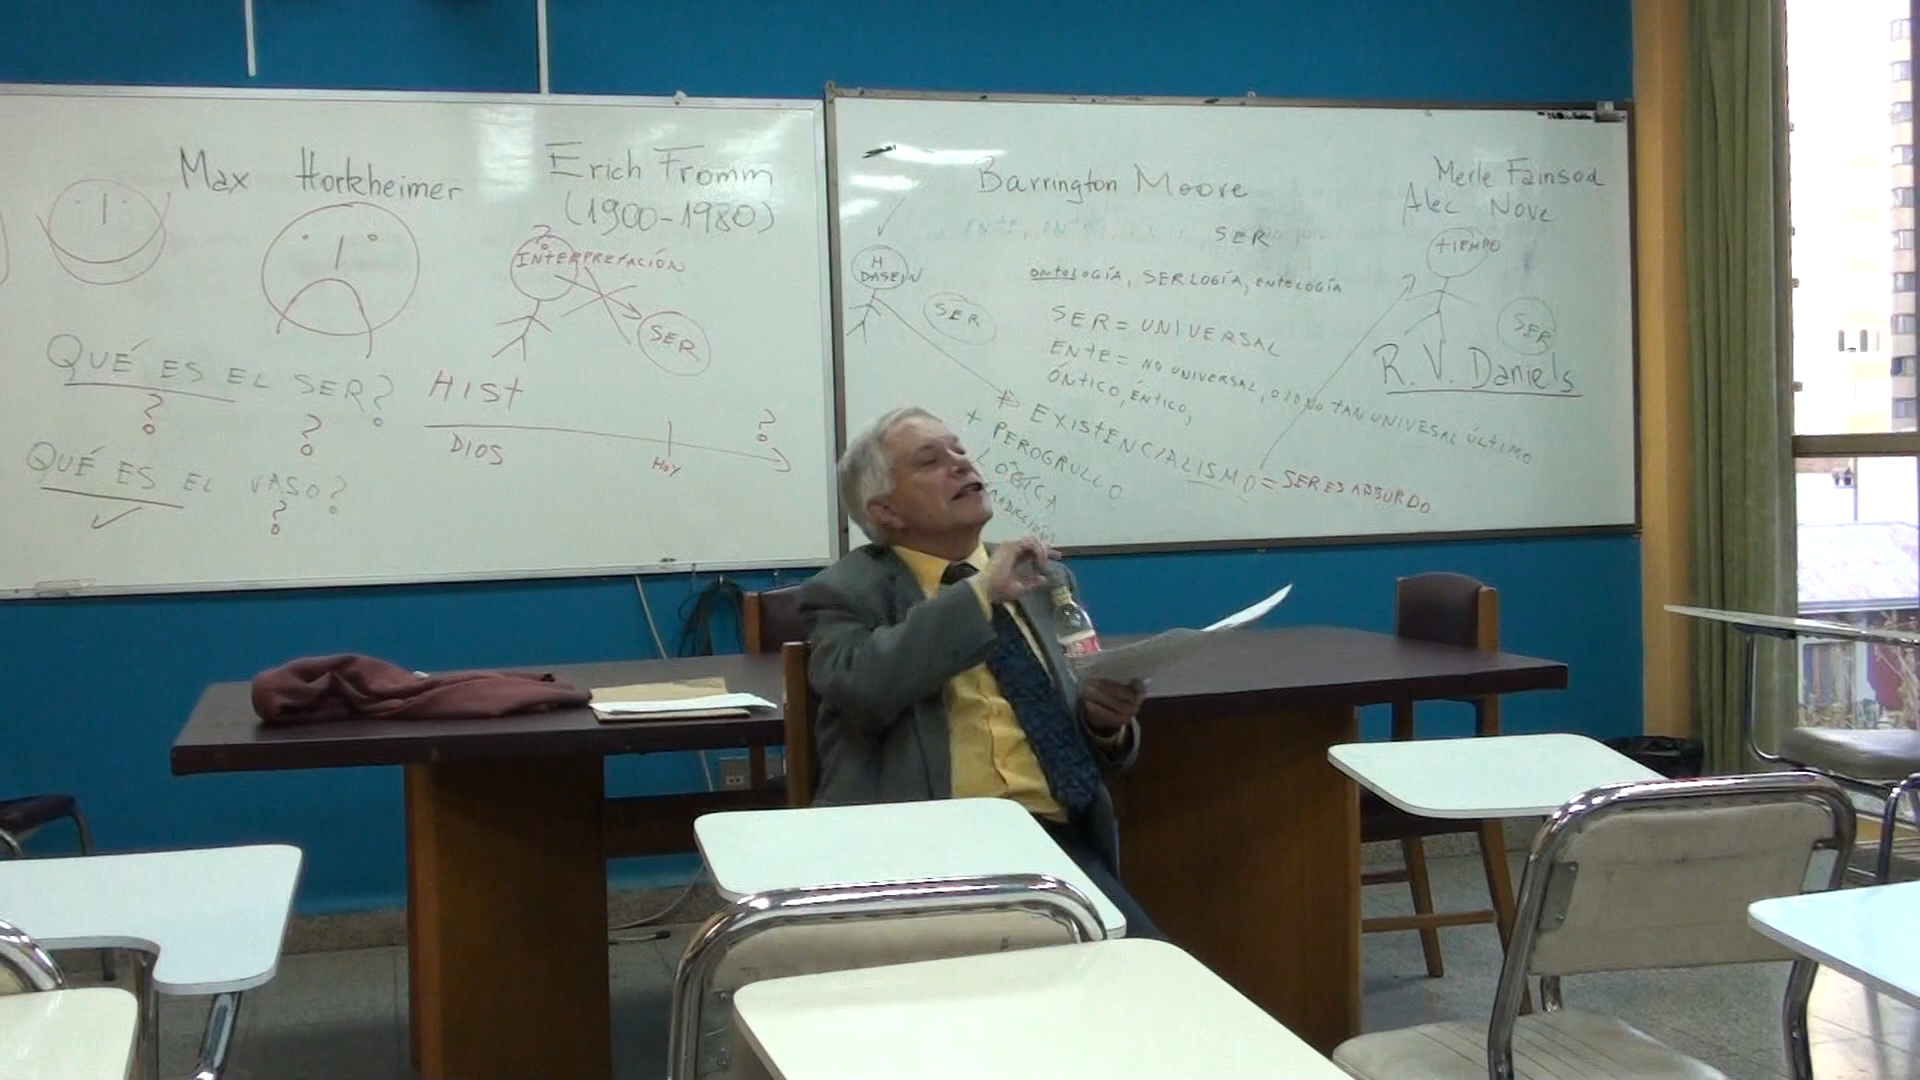 Max Horkheimer
Erich Fromm
(1900-1980)
INTERPRETACIÓN
SER
QUÉ ES EL SER?
?
?
HIST
DIOS
HOY
?
QUÉ ES EL VASO?
?
Barrington Moore
Merle Fainsod
Alec Nove
SER
H
DASEIN
SER
TIEMPO
SER
ONTOLOGÍA, SERLOGÍA, ENTOLOGÍA
SER = UNIVERSAL
ENTE = NO UNIVERSAL, O NO TAN UNIVESAL ÚLTIMO
ÓNTICO, ÉNTICO,
R. V. Daniels
EXISTENCIALISMO = SER ES ABSURDO
+ PEROGRULLO
LÓGICA